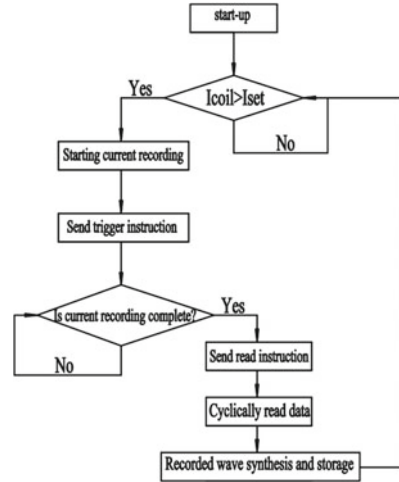 start-up
Icoil>Iset
Yes
No
Starting current recording
Send trigger instruction
Is current recording complete?
Yes
No
Send read instruction
Cyclically read data
Recorded wave synthesis and storage